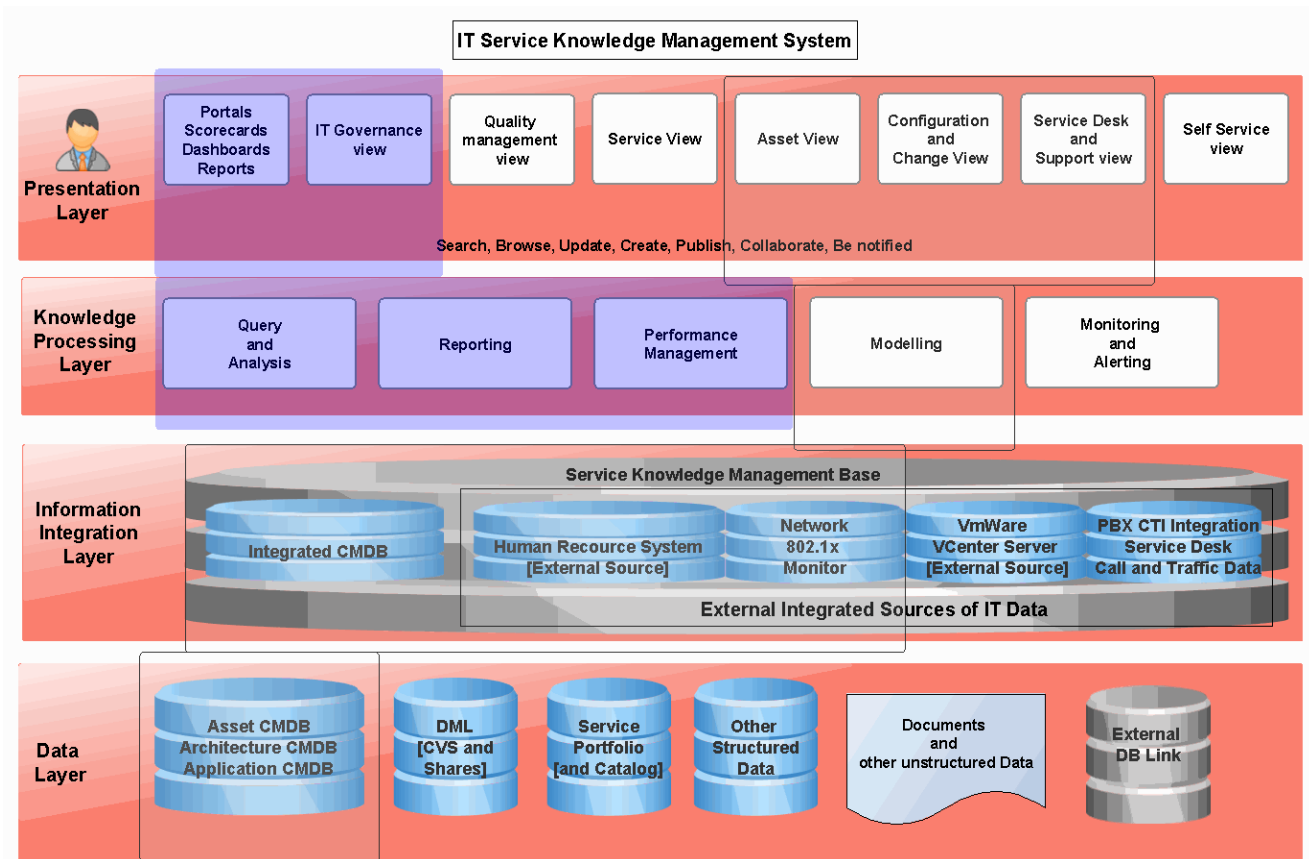 IT Service Knowledge Management System
Portals
Scorecards
Dashboards
Reports
IT Governance
view
Quality
management
view
Service View
Asset View
Configuration
and
Change View
Service Desk
and
Support view
Self Service
view
Presentation
Layer
Search, Browse, Update, Create, Publish, Collaborate, Be notified
Knowledge
Processing
Layer
Query
and
Analysis
Reporting
Performance
Management
Modelling
Monitoring
and
Alerting
Information
Integration
Layer
Service Knowledge Management Base
Integrated CMDB
Human Recource System
[External Source]
Network
802.1x
Monitor
VmWare
VCenter Server
[External Source]
PBX CTI Integration
Service Desk
Call and Traffic Data
External Integrated Sources of IT Data
Data
Layer
Asset CMDB
Architecture CMDB
Application CMDB
DML
[CVS and
Shares]
Service
Portfolio
[and Catalog]
Other
Structured
Data
Documents
and
other unstructured Data
External
DB Link